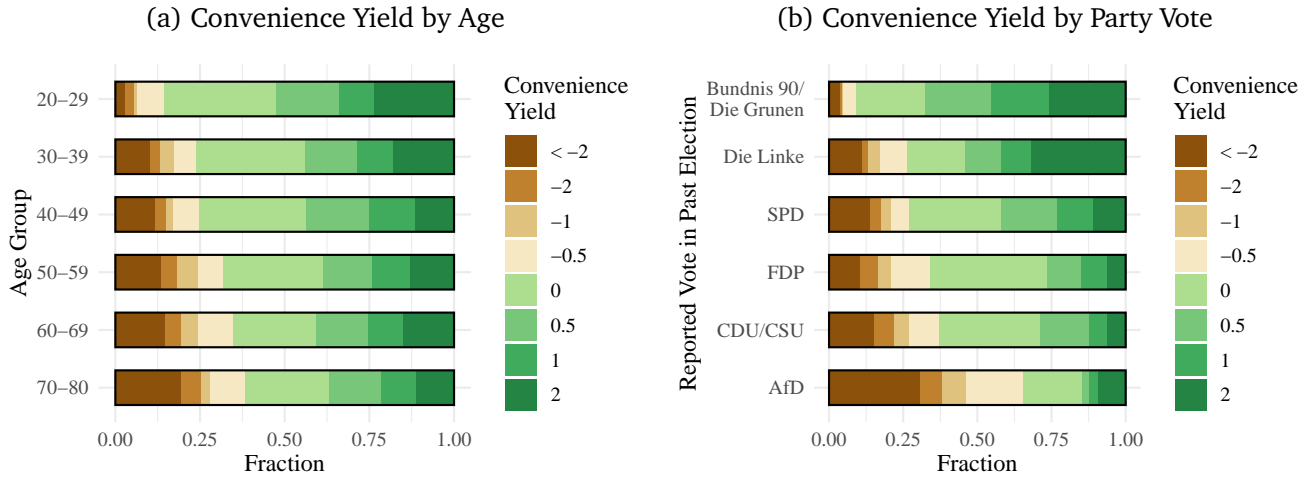 (a) Convenience Yield by Age
Age Group
20–29
30–39
40–49
50–59
60–69
70–80
0.00 0.25 0.50 0.75 1.00
Fraction
Convenience
Yield
< −2
−2
−1
−0.5
0
0.5
1
2
(b) Convenience Yield by Party Vote
Reported Vote in Past Election
Bundnis 90/
Die Grunen
Die Linke
SPD
FDP
CDU/CSU
AfD
0.00 0.25 0.50 0.75 1.00
Fraction
Convenience
Yield
< −2
−2
−1
−0.5
0
0.5
1
2